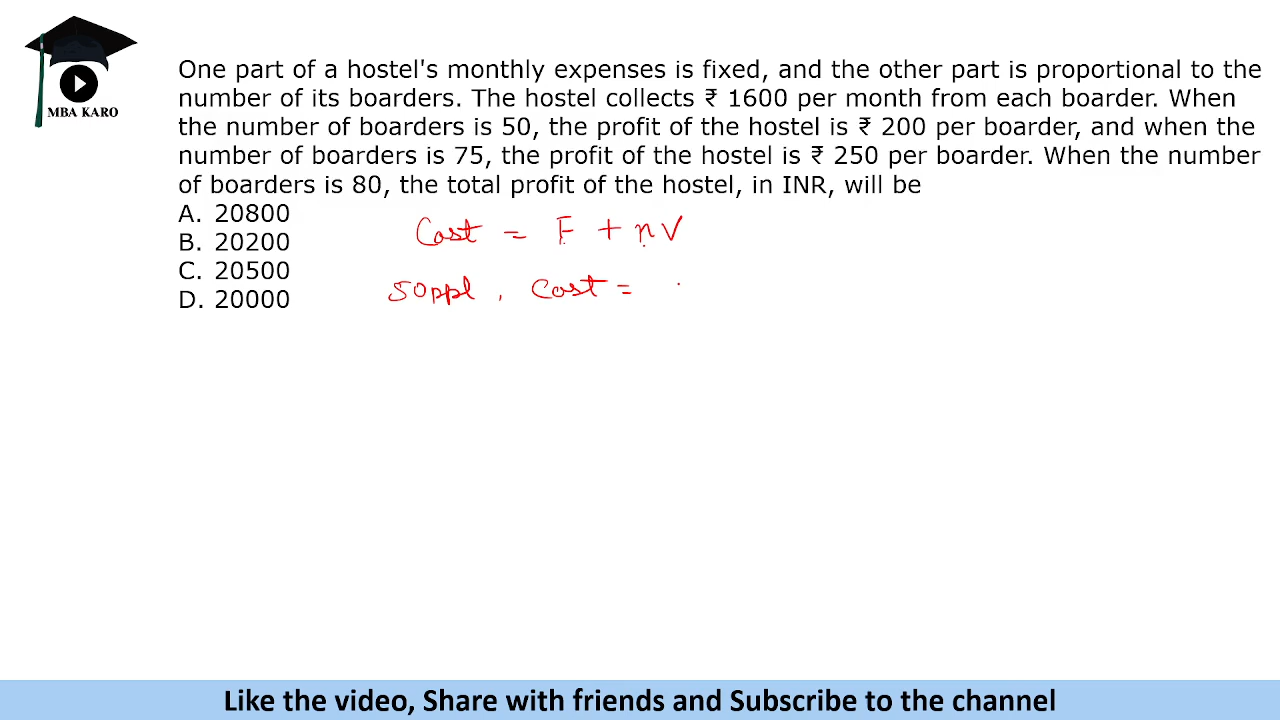 MBA KARO
One part of a hostel's monthly expenses is fixed, and the other part is proportional to the
number of its boarders. The hostel collects ₹ 1600 per month from each boarder. When
the number of boarders is 50, the profit of the hostel is ₹ 200 per boarder, and when the
number of boarders is 75, the profit of the hostel is ₹ 250 per boarder. When the number
of boarders is 80, the total profit of the hostel, in INR, will be
A. 20800
B. 20200
C. 20500
D. 20000
Cost = F + nV
50ppl , Cost =
Like the video, Share with friends and Subscribe to the channel